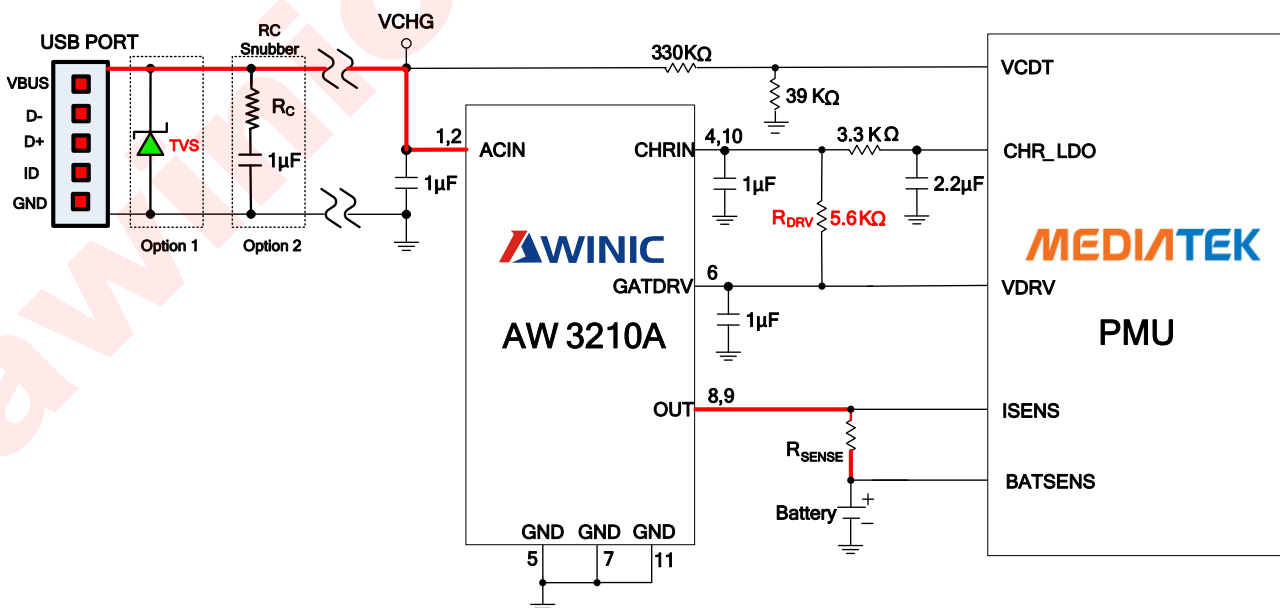 USB PORT
VBUS
D-
D+
ID
GND
TVS
Option 1
RC
Snubber
RC
1µF
Option 2
VCHG
1µF
1,2
ACIN
AWINIC
AW 3210A
CHRIN
4,10
GATDRV
6
OUT
8,9
GND GND GND
5 7 11
330KΩ
39 KΩ
3.3 KΩ
1µF
2.2µF
RDRV 5.6KΩ
1µF
RSENSE
Battery
+
−
VCDT
CHR_LDO
MEDIATEK
VDRV
PMU
ISENS
BATSENS
awinic